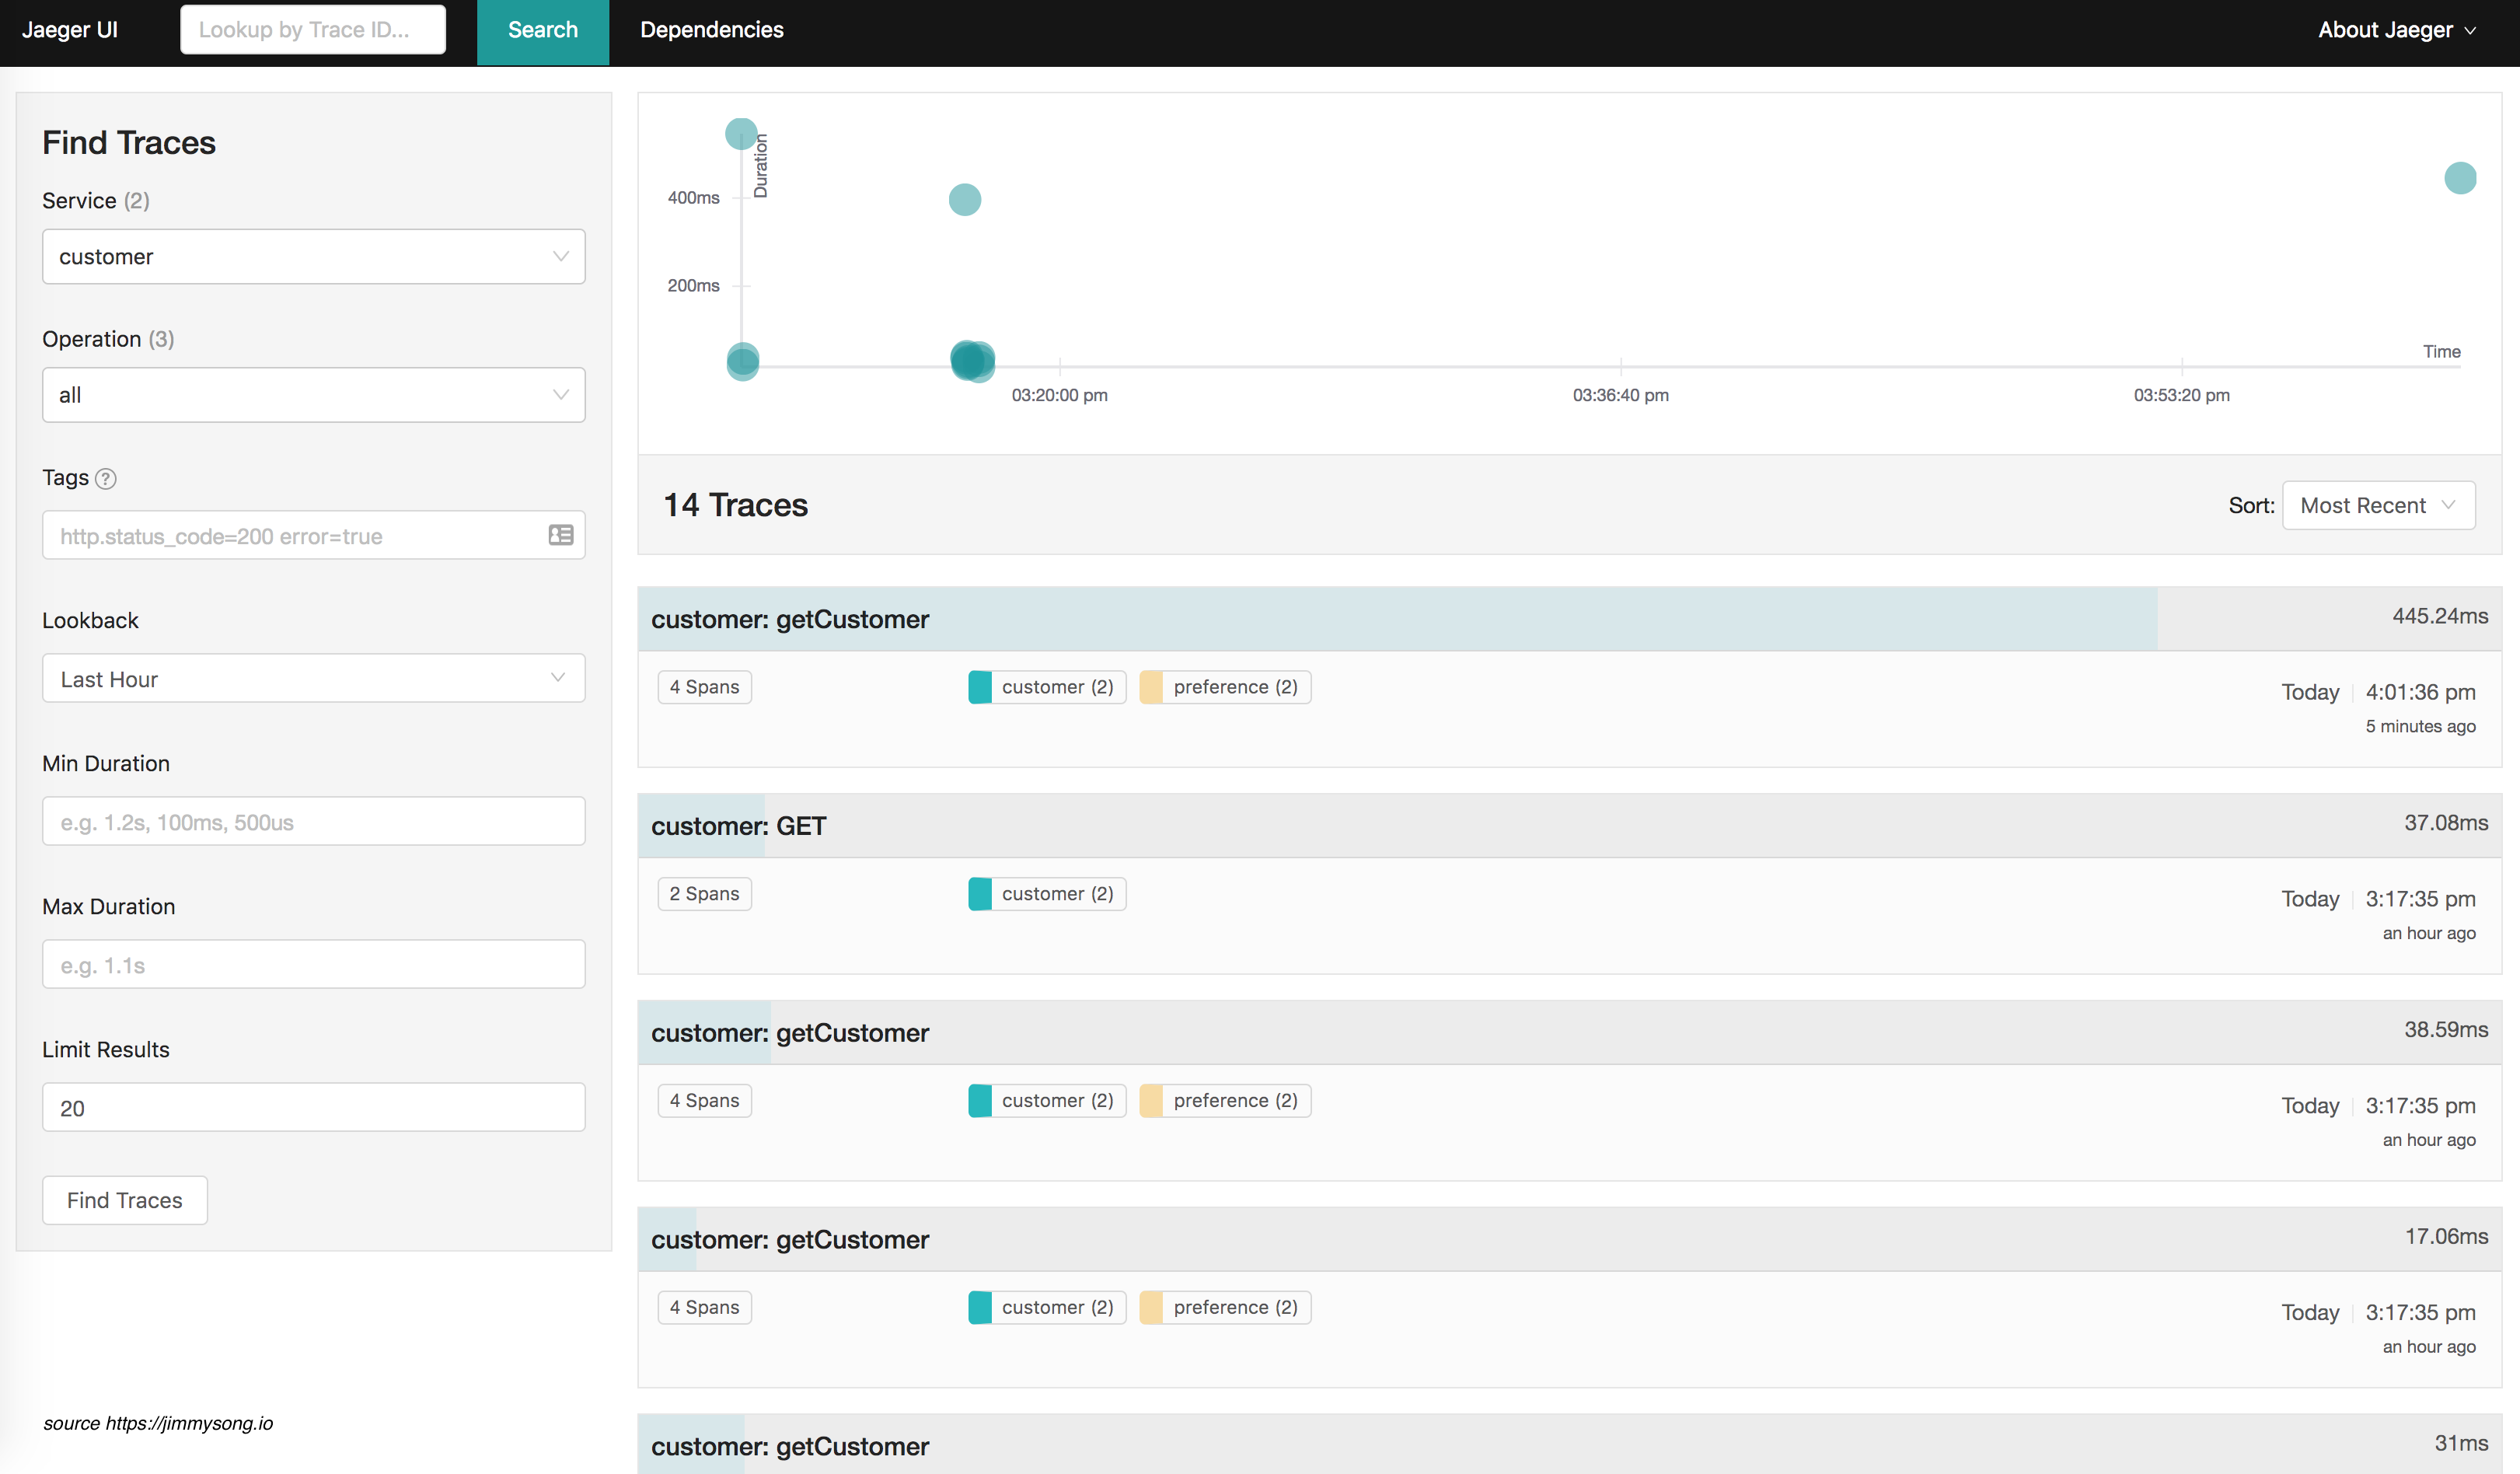 Jaeger UI
Lookup by Trace ID...
Search
Dependencies
About Jaeger
Find Traces
Service (2)
customer
Operation (3)
all
Tags ?
http.status_code=200 error=true
Lookback
Last Hour
Min Duration
e.g. 1.2s, 100ms, 500us
Max Duration
e.g. 1.1s
Limit Results
20
Find Traces
source https://jimmysong.io
Duration
400ms
200ms
Time
03:20:00 pm
03:36:40 pm
03:53:20 pm
14 Traces
Sort: Most Recent
customer: getCustomer
445.24ms
4 Spans
customer (2)
preference (2)
Today
4:01:36 pm
5 minutes ago
customer: GET
37.08ms
2 Spans
customer (2)
Today
3:17:35 pm
an hour ago
customer: getCustomer
38.59ms
4 Spans
customer (2)
preference (2)
Today
3:17:35 pm
an hour ago
customer: getCustomer
17.06ms
4 Spans
customer (2)
preference (2)
Today
3:17:35 pm
an hour ago
customer: getCustomer
31ms